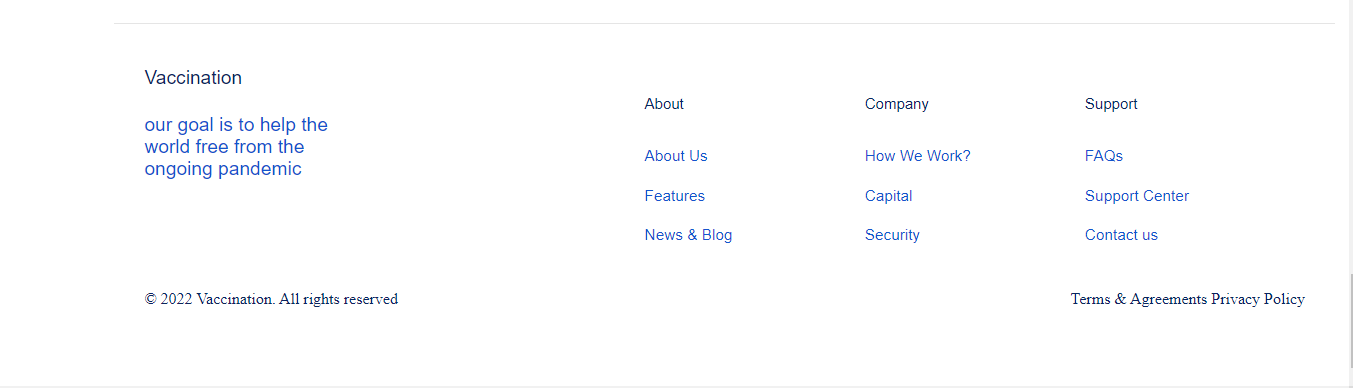 Vaccination
our goal is to help the
world free from the
ongoing pandemic
About
About Us
Features
News & Blog
Company
How We Work?
Capital
Security
Support
FAQs
Support Center
Contact us
© 2022 Vaccination. All rights reserved
Terms & Agreements Privacy Policy